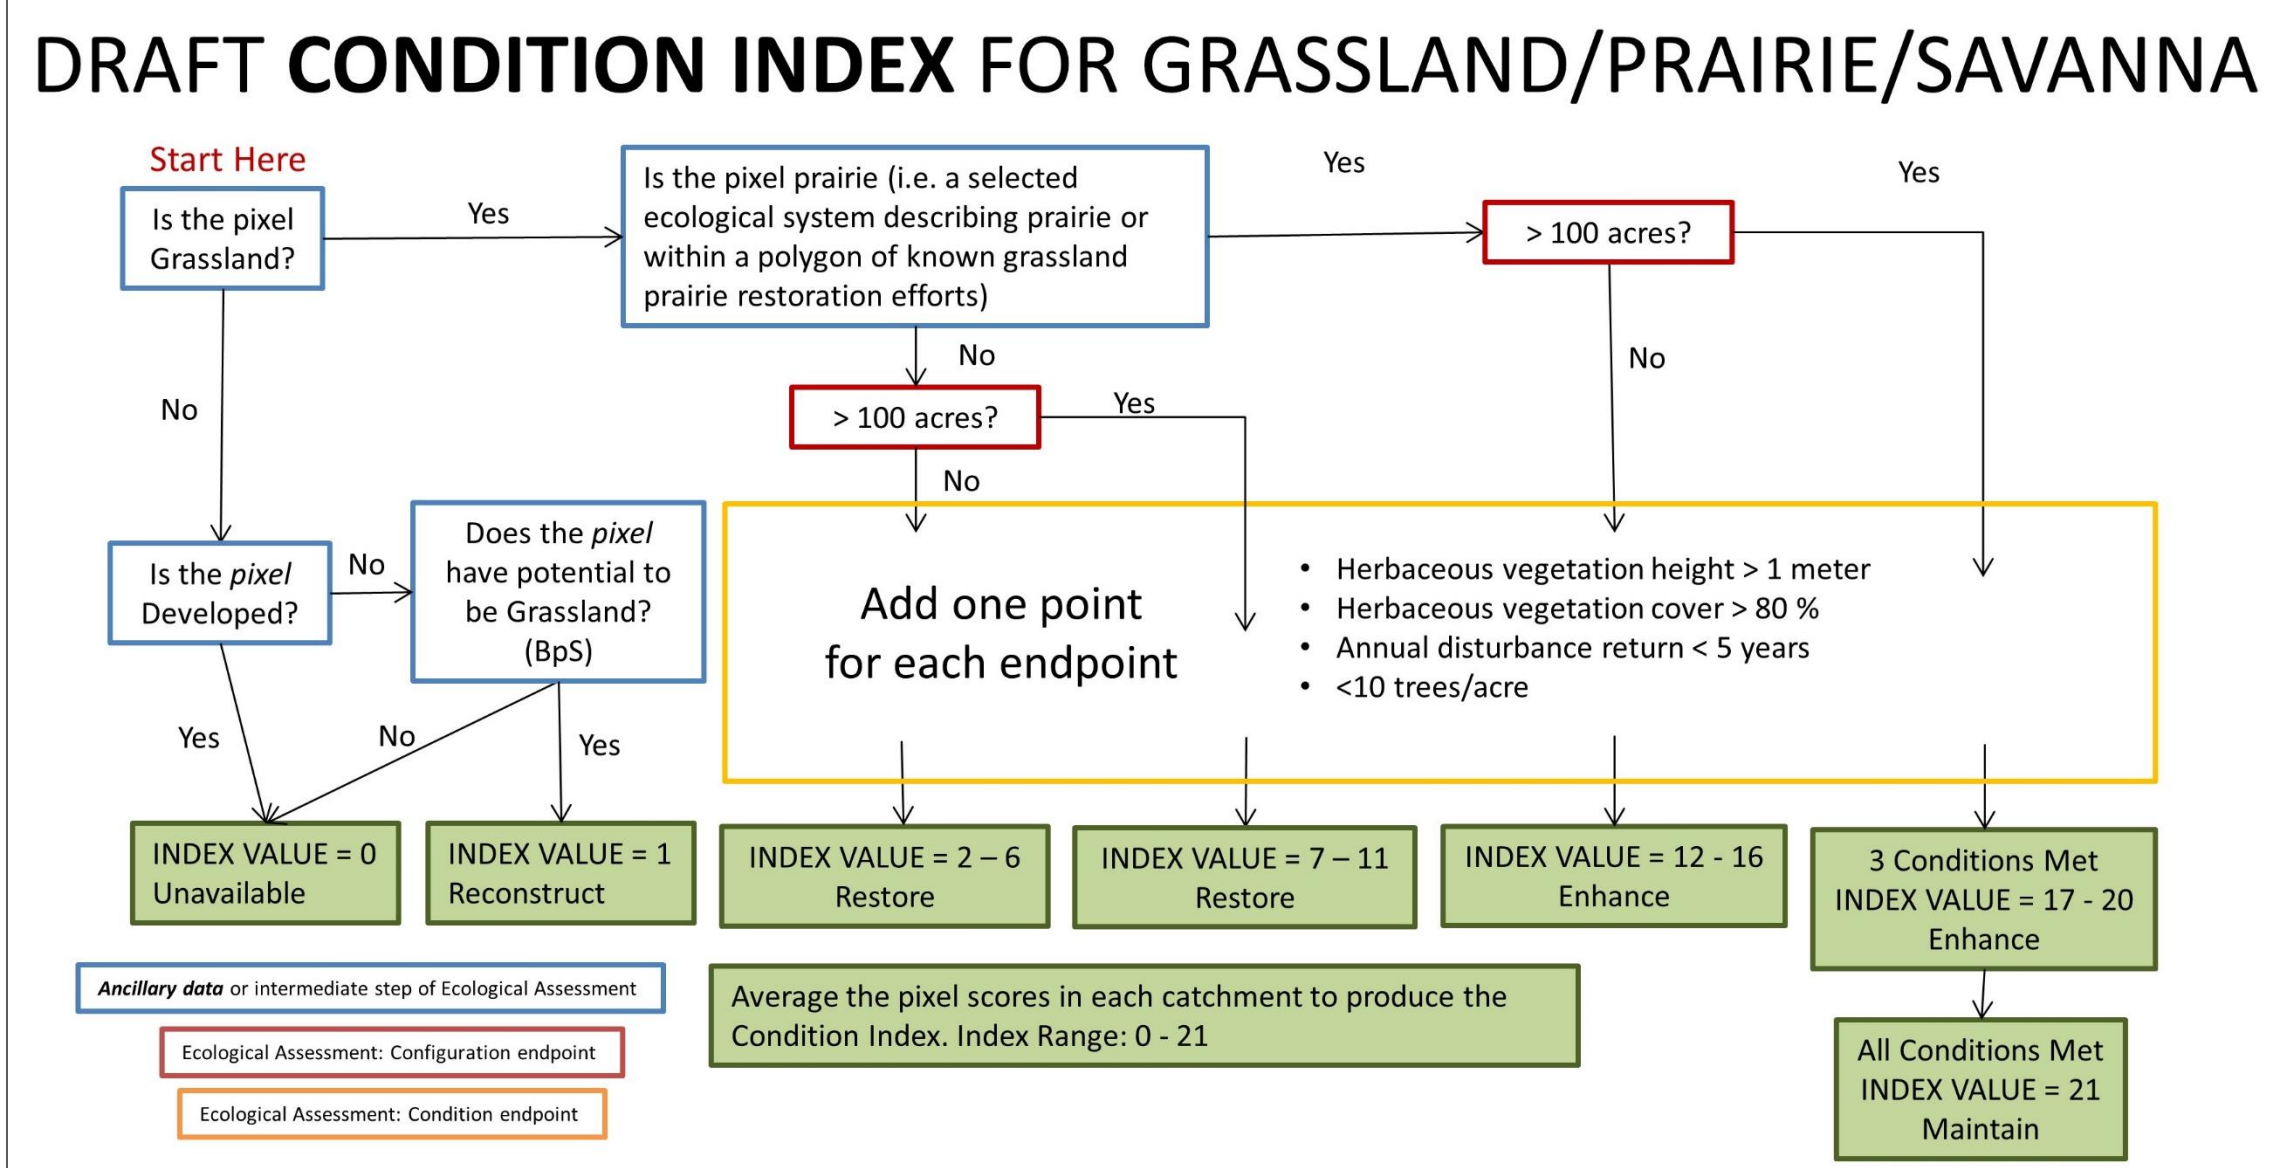 DRAFT CONDITION INDEX FOR GRASSLAND/PRAIRIE/SAVANNA
Start Here
Is the pixel
Grassland?
Yes
Is the pixel prairie (i.e. a selected
ecological system describing prairie or
within a polygon of known grassland
prairie restoration efforts)
Yes
> 100 acres?
Yes
No
No
> 100 acres?
Yes
No
No
Is the pixel
Developed?
No
Does the pixel
have potential to
be Grassland?
(BpS)
Yes
No
Yes
Add one point
for each endpoint
• Herbaceous vegetation height > 1 meter
• Herbaceous vegetation cover > 80 %
• Annual disturbance return < 5 years
• <10 trees/acre
INDEX VALUE = 0
Unavailable
INDEX VALUE = 1
Reconstruct
INDEX VALUE = 2 – 6
Restore
INDEX VALUE = 7 – 11
Restore
INDEX VALUE = 12 - 16
Enhance
3 Conditions Met
INDEX VALUE = 17 - 20
Enhance
All Conditions Met
INDEX VALUE = 21
Maintain
Average the pixel scores in each catchment to produce the
Condition Index. Index Range: 0 - 21
Ancillary data or intermediate step of Ecological Assessment
Ecological Assessment: Configuration endpoint
Ecological Assessment: Condition endpoint